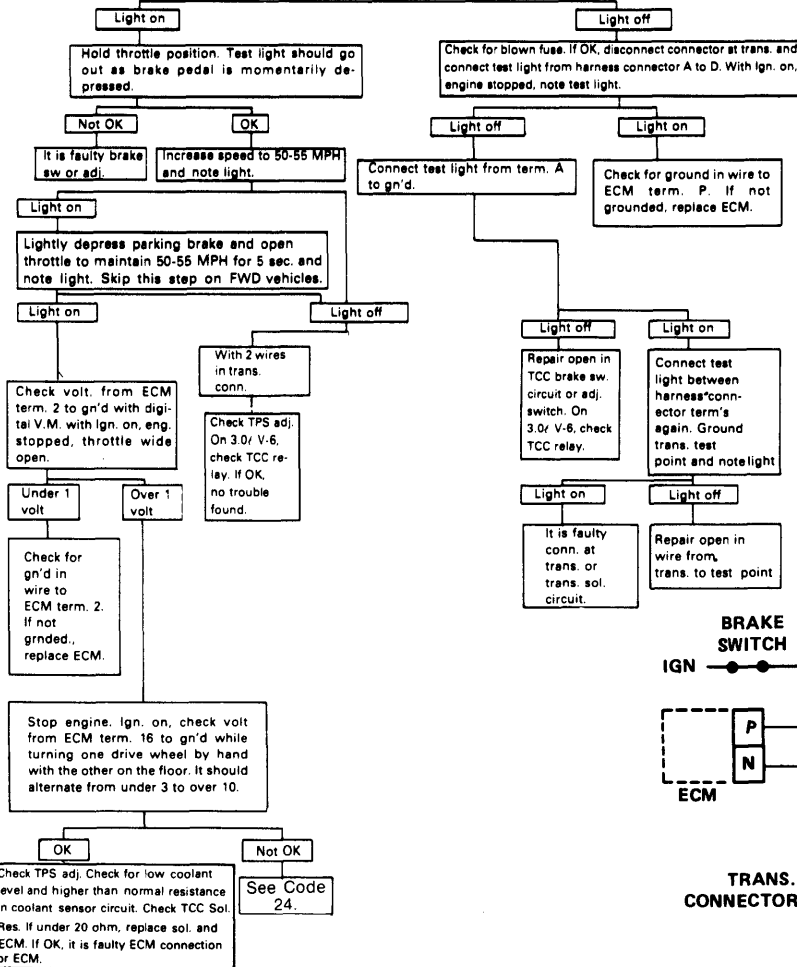 Light on
Light off
Hold throttle position. Test light should go
out as brake pedal is momentarily de-
pressed.
Check for blown fuse. If OK, disconnect connector at trans. and
connect test light from harness connector A to D. With Ign. on,
engine stopped, note test light.
Not OK
OK
Light off
Light on
It is faulty brake
sw or adj.
Increase speed to 50-55 MPH
and note light.
Connect test light from term. A
to gn'd.
Check for ground in wire to
ECM term. P. If not
grounded, replace ECM.
Light on
Lightly depress parking brake and open
throttle to maintain 50-55 MPH for 5 sec. and
note light. Skip this step on FWD vehicles.
Light on
Light off
Light off
Light on
With 2 wires
in trans.
conn.
Repair open in
TCC brake sw.
circuit or adj.
switch. On
3.0ℓ V-6, check
TCC relay.
Connect test
light between
harness conn-
ector term's
again. Ground
trans. test
point and note light
Check volt. from ECM
term. 2 to gn'd with digi-
tal V.M. with Ign. on, eng.
stopped, throttle wide
open.
Check TPS adj.
On 3.0ℓ V-6,
check TCC re-
lay. If OK,
no trouble
found.
Under 1
volt
Over 1
volt
Light on
Light off
Check for
gn'd in
wire to
ECM term. 2.
If not
grnded.,
replace ECM.
It is faulty
conn. at
trans. or
trans. sol.
circuit.
Repair open in
wire from
trans. to test point
BRAKE
SWITCH
IGN
P
N
ECM
Stop engine. Ign. on, check volt
from ECM term. 16 to gn'd while
turning one drive wheel by hand
with the other on the floor. It should
alternate from under 3 to over 10.
OK
Not OK
Check TPS adj. Check for low coolant
level and higher than normal resistance
in coolant sensor circuit. Check TCC Sol.
Res. If under 20 ohm, replace sol. and
ECM. If OK, it is faulty ECM connection
or ECM.
See Code
24.
TRANS.
CONNECTOR